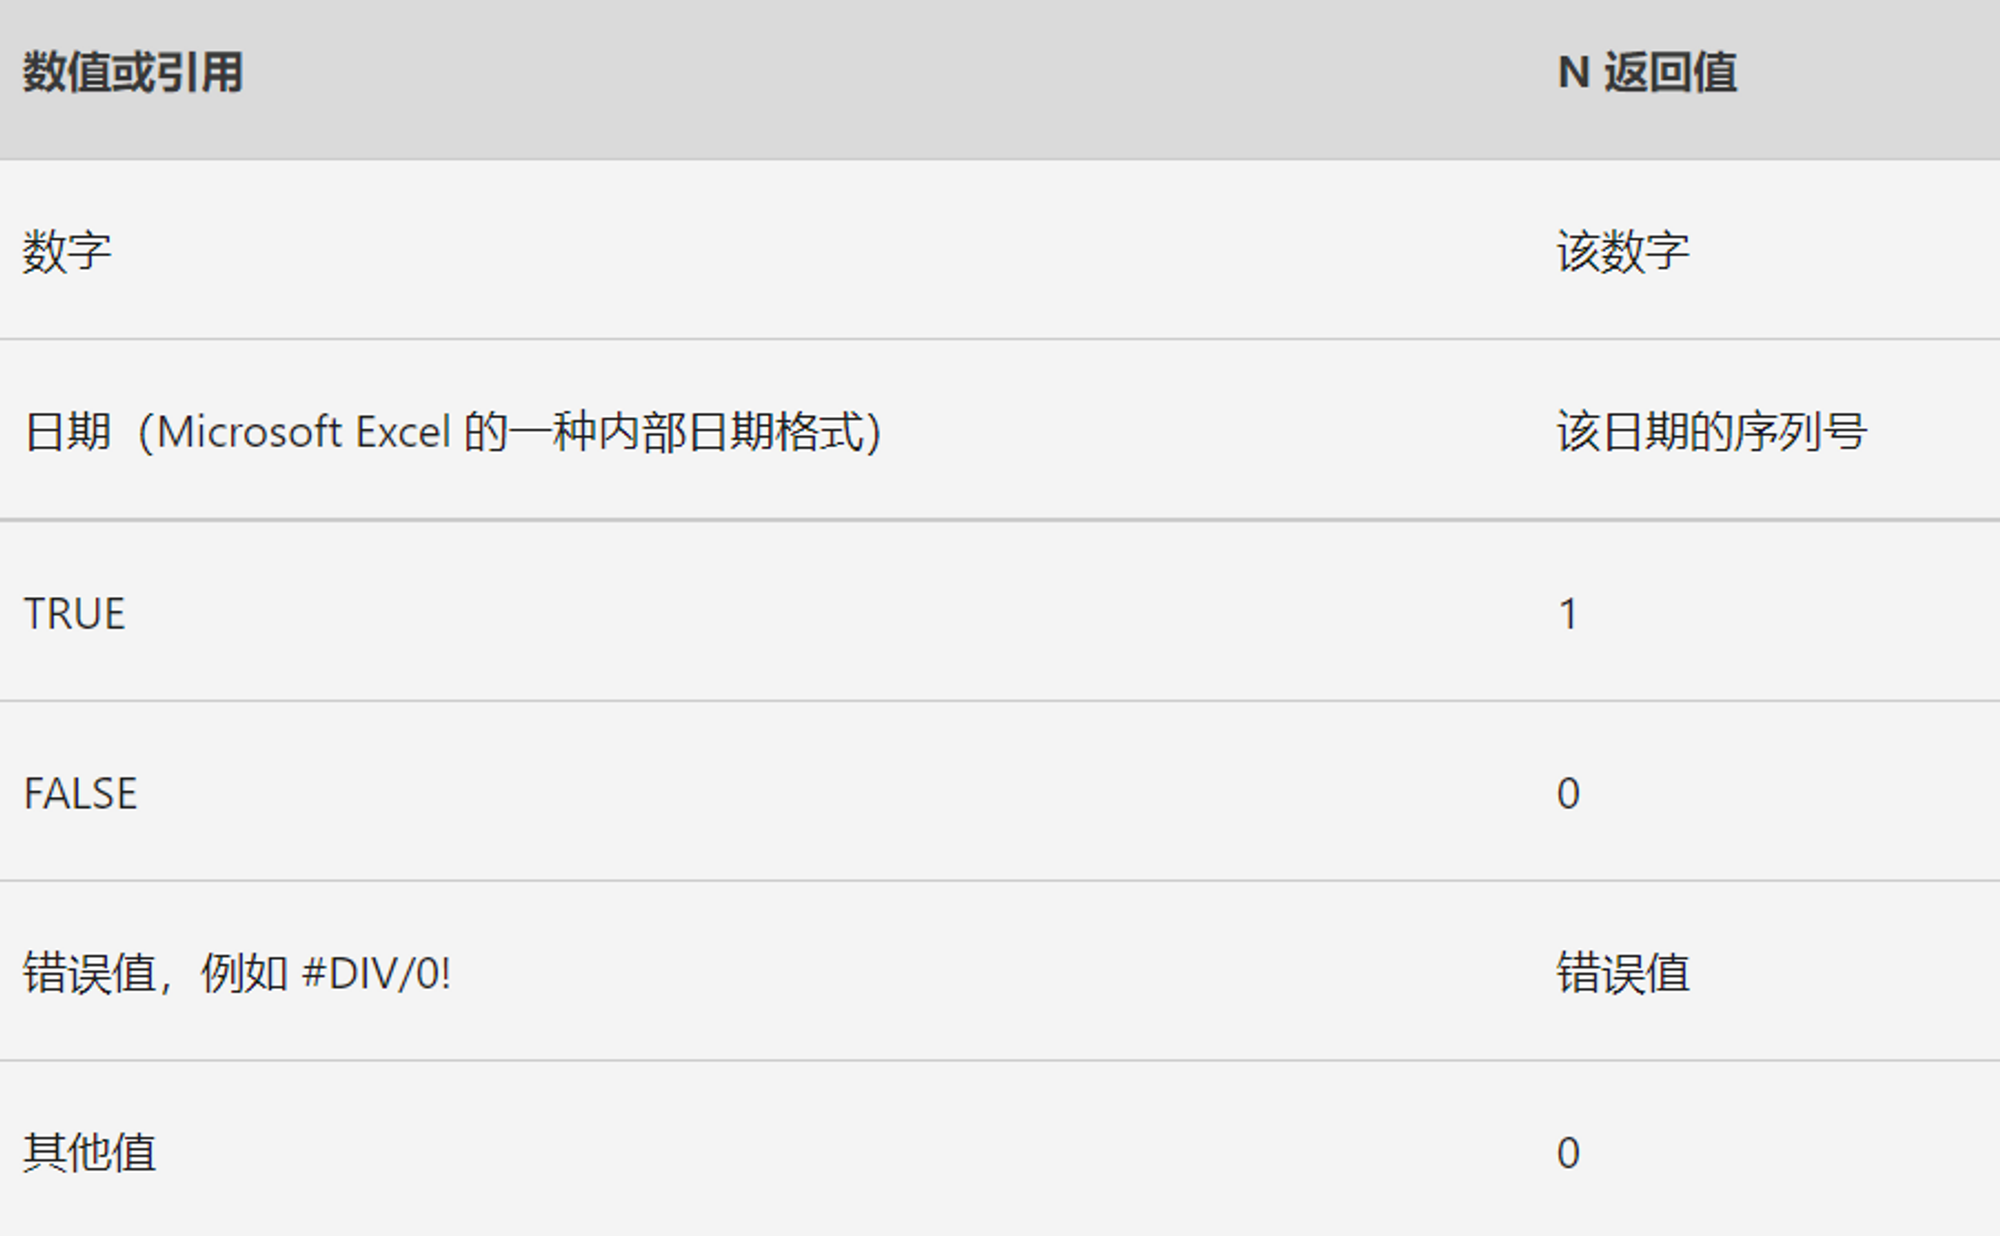 数值或引用 N 返回值
数字 该数字
日期（Microsoft Excel 的一种内部日期格式） 该日期的序列号
TRUE 1
FALSE 0
错误值，例如 #DIV/0! 错误值
其他值 0